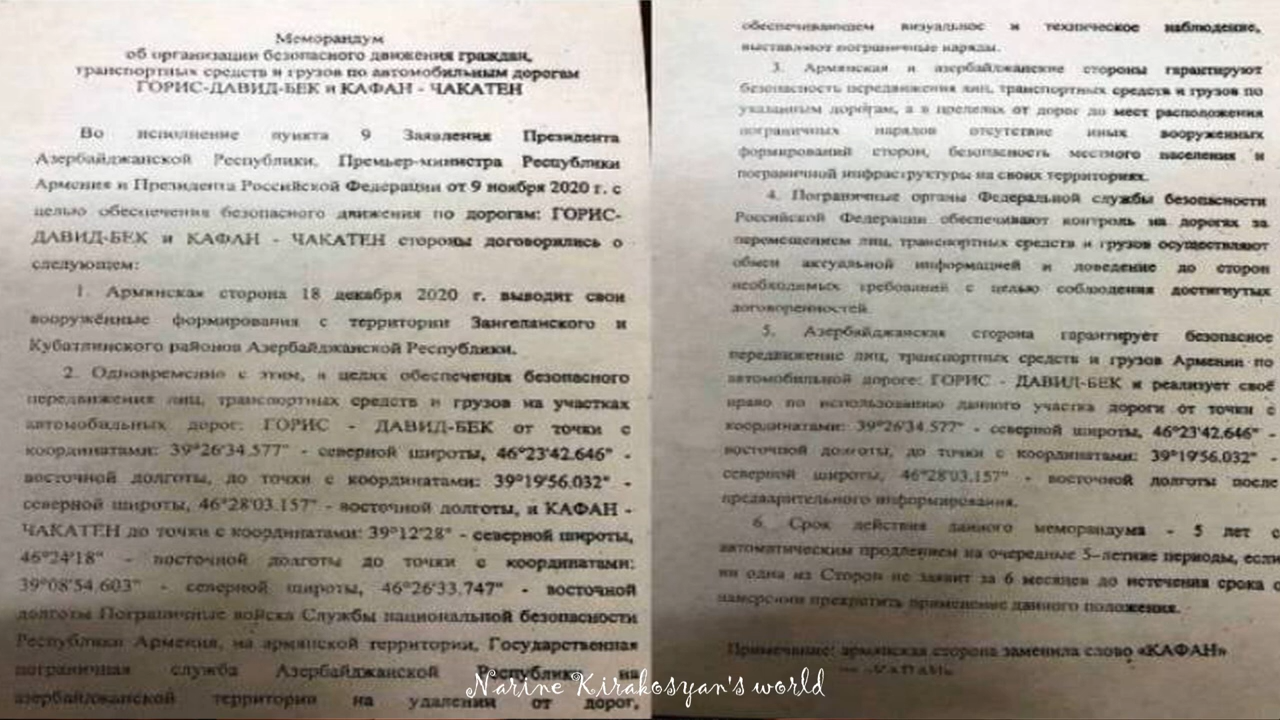 Меморандум
об организации безопасного движения граждан,
транспортных средств и грузов по автомобильным дорогам
ГОРИС-ДАВИД-БЕК и КАФАН - ЧАКАТЕН
Во исполнение пункта 9 Заявления Президента
Азербайджанской Республики, Премьер-министра Республики
Армения и Президента Российской Федерации от 9 ноября 2020 г. с
целью обеспечения безопасного движения по дорогам: ГОРИС-
ДАВИД-БЕК и КАФАН - ЧАКАТЕН стороны договорились о
следующем:
1. Армянская сторона 18 декабря 2020 г. выводит свои
вооружённые формирования с территории Зангеланского и
Кубатлинского районов Азербайджанской Республики.
2. Одновременно с этим, в целях обеспечения безопасного
передвижения лиц, транспортных средств и грузов на участках
автомобильных дорог: ГОРИС - ДАВИД-БЕК от точки с
координатами: 39°26'34.577" - северной широты, 46°23'42.646" -
восточной долготы, до точки с координатами: 39°19'56.032" -
северной широты, 46°28'03.157" - восточной долготы, и КАФАН -
ЧАКАТЕН до точки с координатами: 39°12'28" - северной широты,
46°24'18" - восточной долготы до точки с координатами:
39°08'54.603" - северной широты, 46°26'33.747" - восточной
долготы Пограничные войска Службы национальной безопасности
Республики Армения, на армянской территории, Государственная
пограничная служба Азербайджанской Республики на
азербайджанской территории на удалении от дорог,
обеспечивающем визуальное и техническое наблюдение,
выставляют пограничные наряды.
3. Армянская и азербайджанские стороны гарантируют
безопасность передвижения лиц, транспортных средств и грузов по
указанным дорогам, а в пределах от дорог до мест расположения
пограничных нарядов отсутствие иных вооруженных
формирований сторон, безопасность местного населения и
пограничной инфраструктуры на своих территориях.
4. Пограничные органы Федеральной службы безопасности
Российской Федерации обеспечивают контроль на дорогах за
перемещением лиц, транспортных средств и грузов осуществляют
обмен актуальной информацией и доведение до сторон
необходимых требований с целью соблюдения достигнутых
договоренностей.
5. Азербайджанская сторона гарантирует безопасное
передвижение лиц, транспортных средств и грузов Армении по
автомобильной дороге: ГОРИС - ДАВИД-БЕК и реализует своё
право по использованию данного участка дороги от точки с
координатами: 39°26'34.577" - северной широты, 46°23'42.646" -
восточной долготы, до точки с координатами: 39°19'56.032" -
северной широты, 46°28'03.157" - восточной долготы после
предварительного информирования.
6. Срок действия данного меморандума - 5 лет с
автоматическим продлением на очередные 5-летние периоды, если
ни одна из Сторон не заявит за 6 месяцев до истечения срока о
намерении прекратить применение данного положения.
Примечание: армянская сторона заменила слово «КАФАН»
Narine Kirakosyan's world